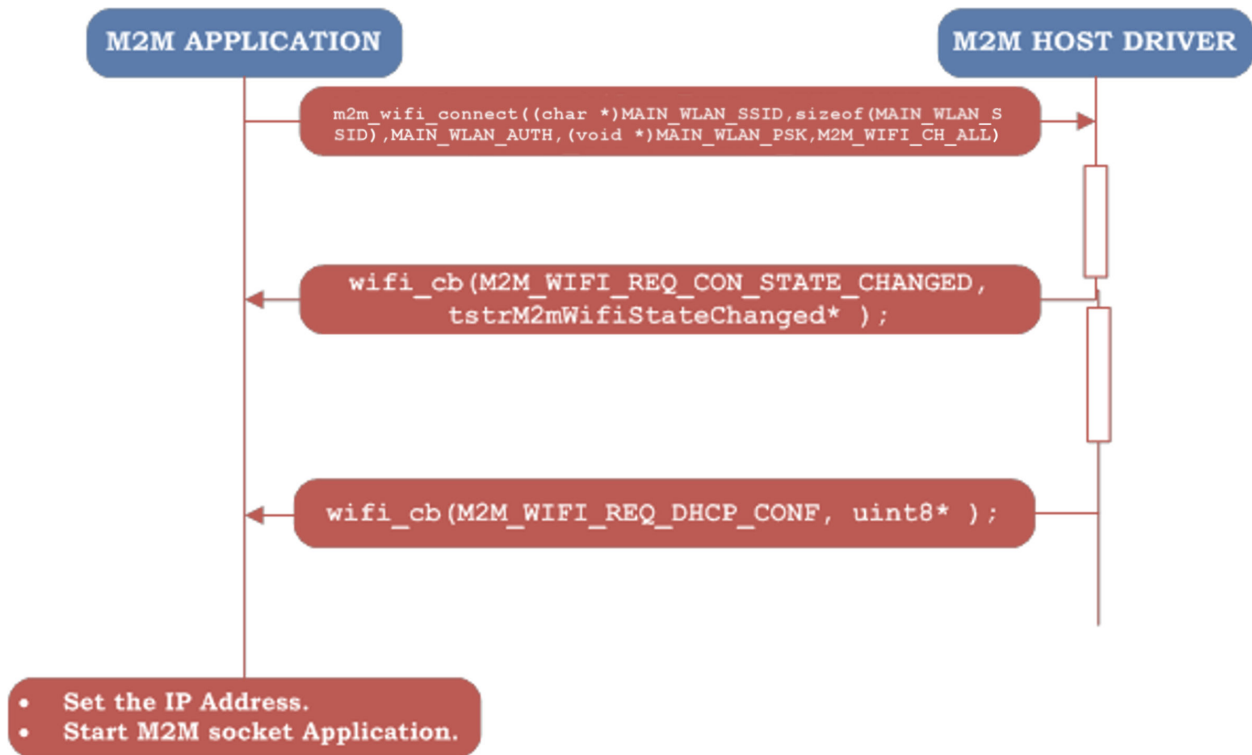 M2M APPLICATION
M2M HOST DRIVER
m2m_wifi_connect((char *)MAIN_WLAN_SSID,sizeof(MAIN_WLAN_S
SID),MAIN_WLAN_AUTH,(void *)MAIN_WLAN_PSK,M2M_WIFI_CH_ALL)
wifi_cb(M2M_WIFI_REQ_CON_STATE_CHANGED,
tstrM2mWifiStateChanged* );
wifi_cb(M2M_WIFI_REQ_DHCP_CONF, uint8* );
• Set the IP Address.
• Start M2M socket Application.